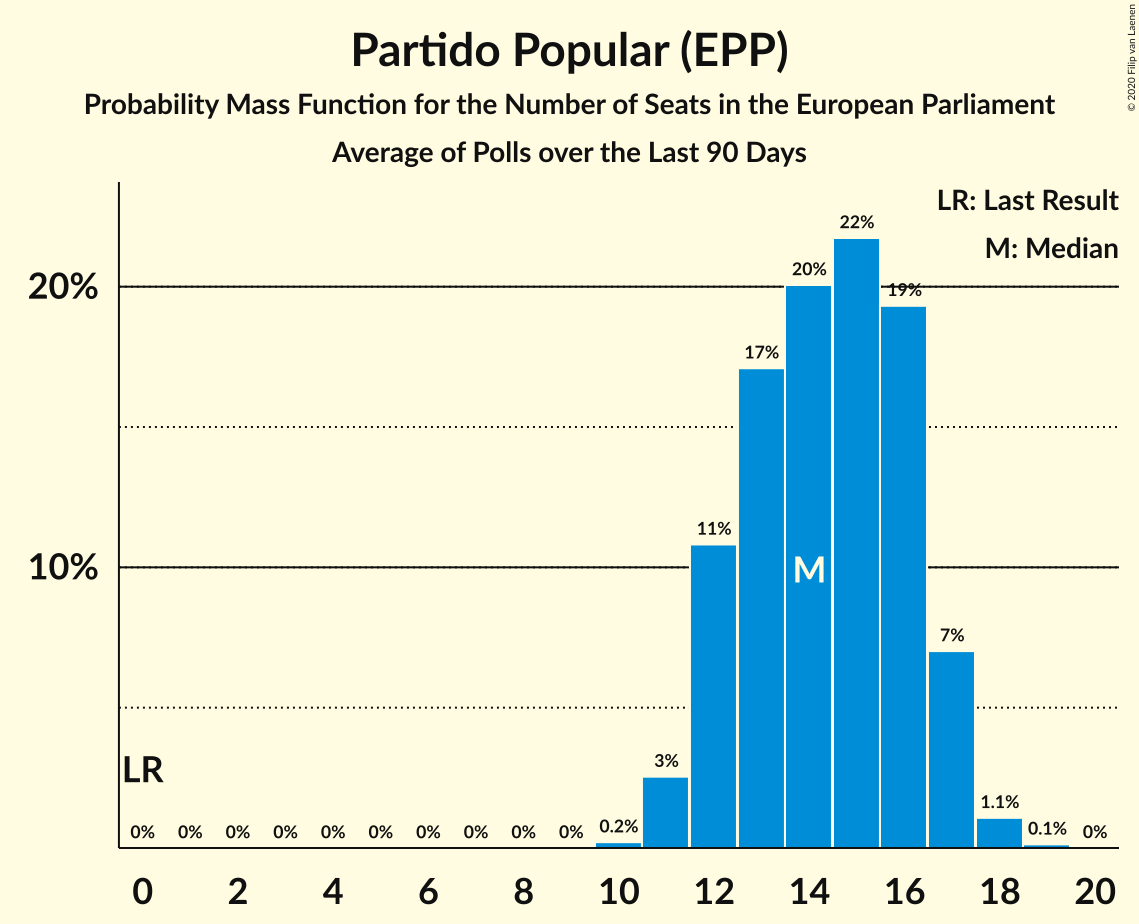 Partido Popular (EPP)
Probability Mass Function for the Number of Seats in the European Parliament
Average of Polls over the Last 90 Days
© 2020 Filip van Laenen
LR: Last Result
M: Median
20%
10%
22%
20%
19%
17%
11%
M
7%
3%
LR
1.1%
0% 0% 0% 0% 0% 0% 0% 0% 0% 0% 0.2% 0.1% 0%
0 2 4 6 8 10 12 14 16 18 20